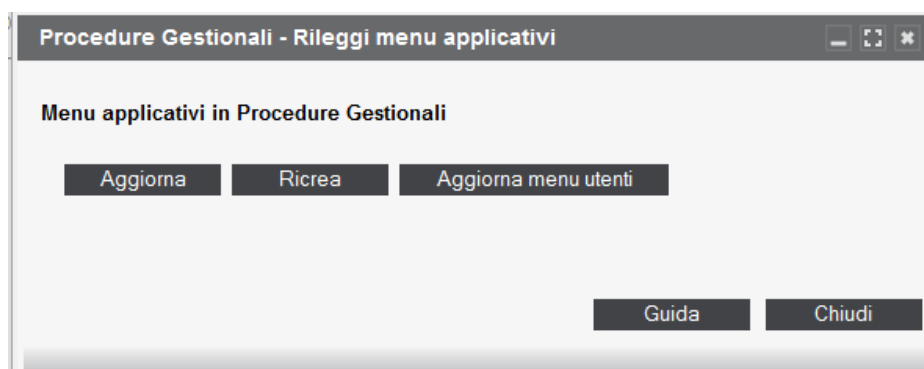 Procedure Gestionali - Rileggi menu applicativi
Menu applicativi in Procedure Gestionali
Aggiorna Ricrea Aggiorna menu utenti
Guida Chiudi